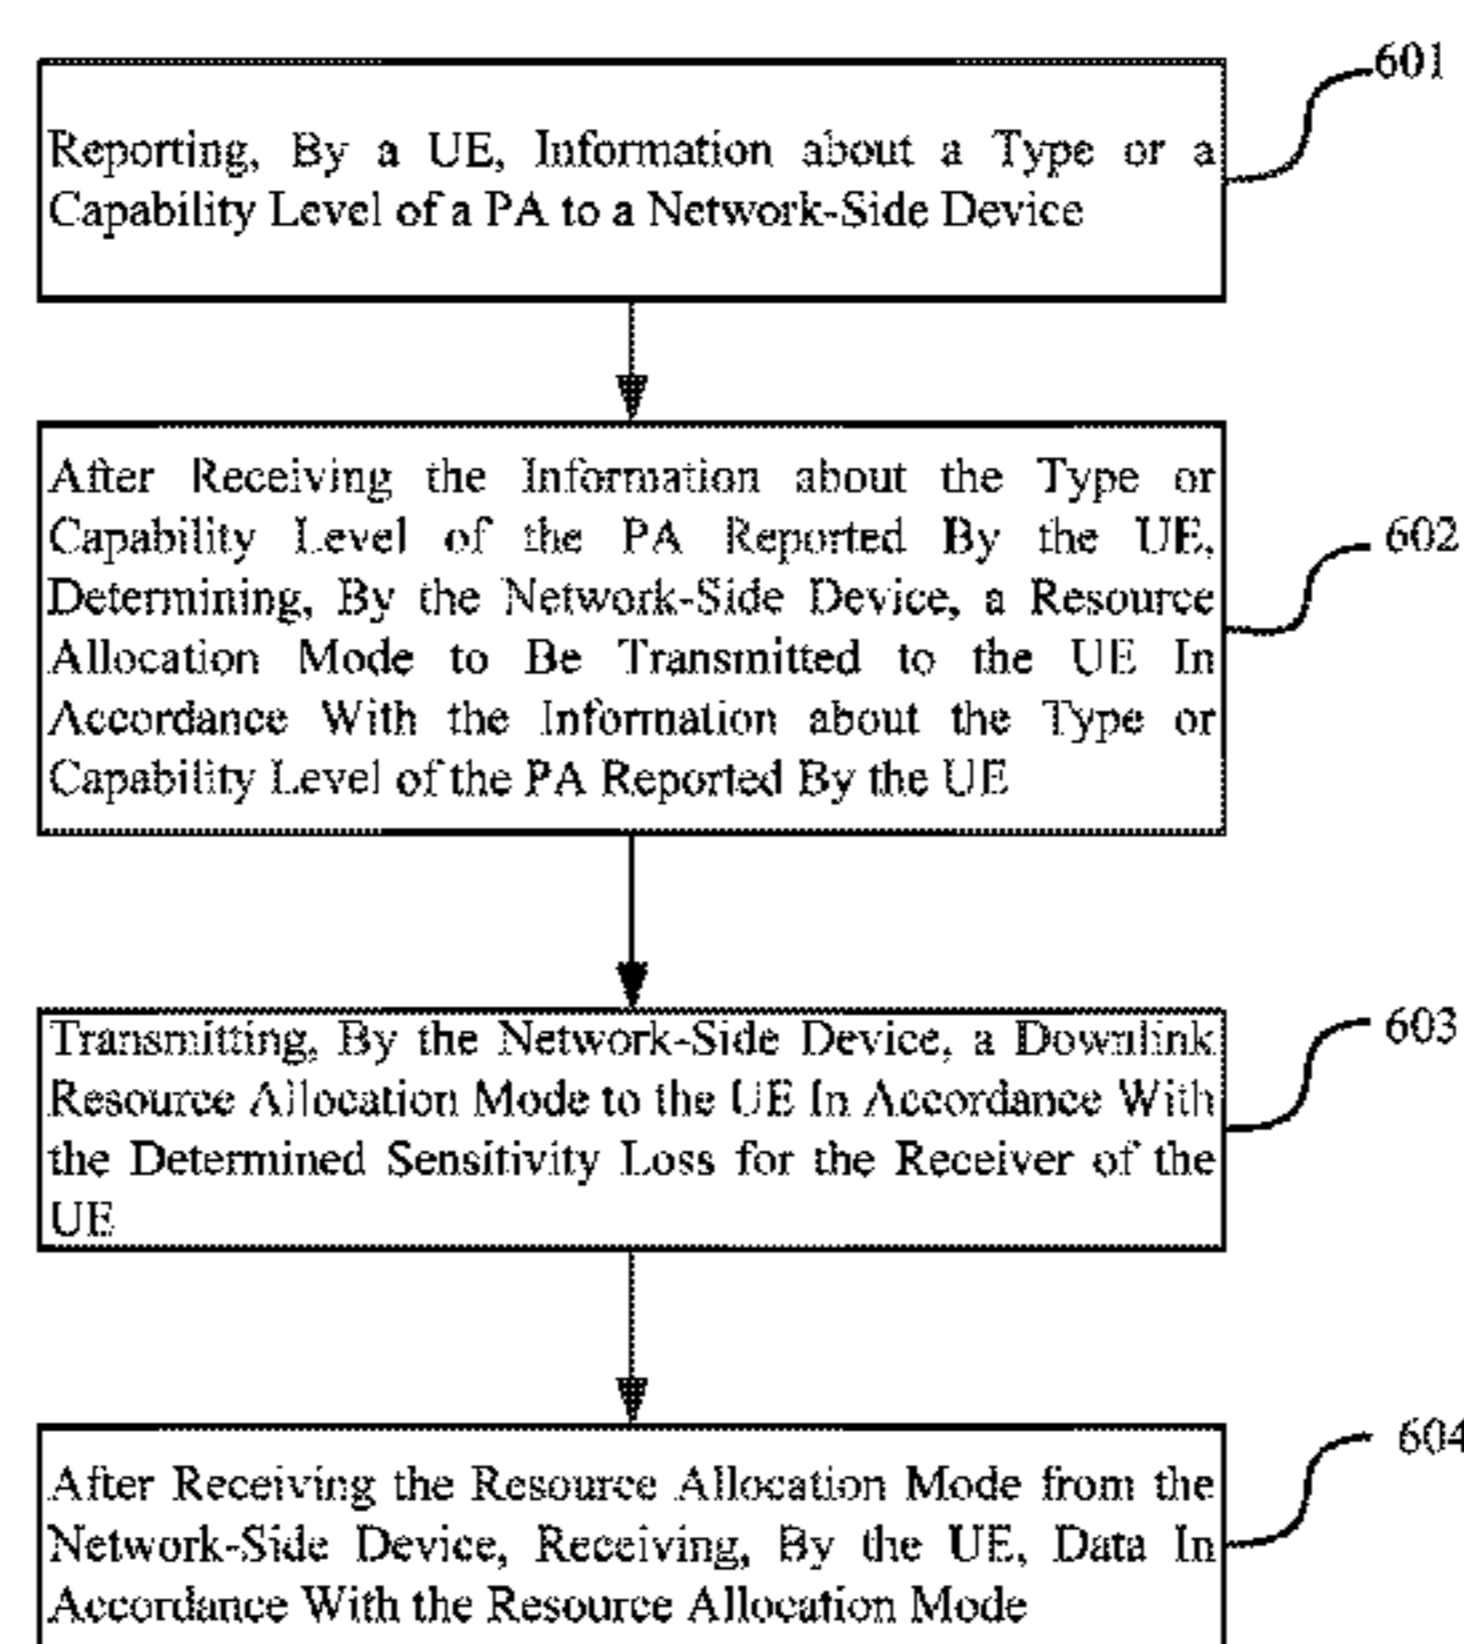 601
Reporting, By a UE, Information about a Type or a
Capability Level of a PA to a Network-Side Device
After Receiving the Information about the Type or
Capability Level of the PA Reported By the UE,
Determining, By the Network-Side Device, a Resource
Allocation Mode to Be Transmitted to the UE In
Accordance With the Information about the Type or
Capability Level of the PA Reported By the UE
602
Transmitting, By the Network-Side Device, a Downlink
Resource Allocation Mode to the UE In Accordance With
the Determined Sensitivity Loss for the Receiver of the
UE
603
After Receiving the Resource Allocation Mode from the
Network-Side Device, Receiving, By the UE, Data In
Accordance With the Resource Allocation Mode
604